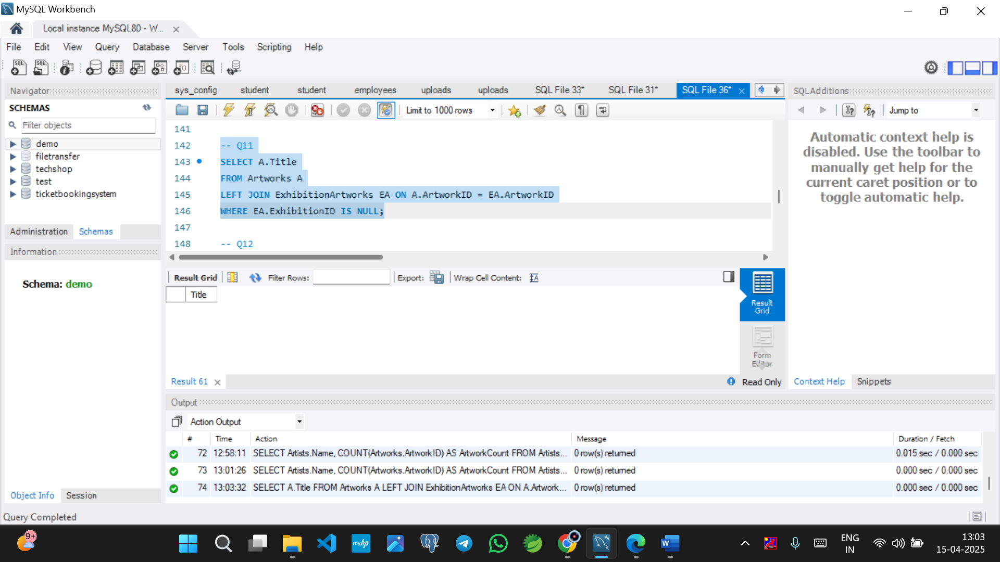 MySQL Workbench
Local instance MySQL80 - W...
File Edit View Query Database Server Tools Scripting Help
Navigator
SCHEMAS
Filter objects
demo
filetransfer
techshop
test
ticketbookingsystem
Administration Schemas
Information
Schema: demo
Object Info Session
sys_config student student employees uploads uploads SQL File 33* SQL File 31* SQL File 36*
Limit to 1000 rows
141
142 -- Q11
143 SELECT A.Title
144 FROM Artworks A
145 LEFT JOIN ExhibitionArtworks EA ON A.ArtworkID = EA.ArtworkID
146 WHERE EA.ExhibitionID IS NULL;
147
148 -- Q12
Result Grid Filter Rows: Export: Wrap Cell Content:
Title
Result
Grid
Form
Editor
Result 61
Read Only
SQLAdditions
Jump to
Automatic context help is
disabled. Use the toolbar to
manually get help for the
current caret position or to
toggle automatic help.
Context Help Snippets
Output
Action Output
# Time Action Message Duration / Fetch
72 12:58:11 SELECT Artists.Name, COUNT(Artworks.ArtworkID) AS ArtworkCount FROM Artists... 0 row(s) returned 0.015 sec / 0.000 sec
73 13:01:26 SELECT Artists.Name, COUNT(Artworks.ArtworkID) AS ArtworkCount FROM Artists... 0 row(s) returned 0.000 sec / 0.000 sec
74 13:03:32 SELECT A.Title FROM Artworks A LEFT JOIN ExhibitionArtworks EA ON A.Artwork... 0 row(s) returned 0.000 sec / 0.000 sec
Query Completed
9+
myhp
W
ENG
IN
13:03
15-04-2025